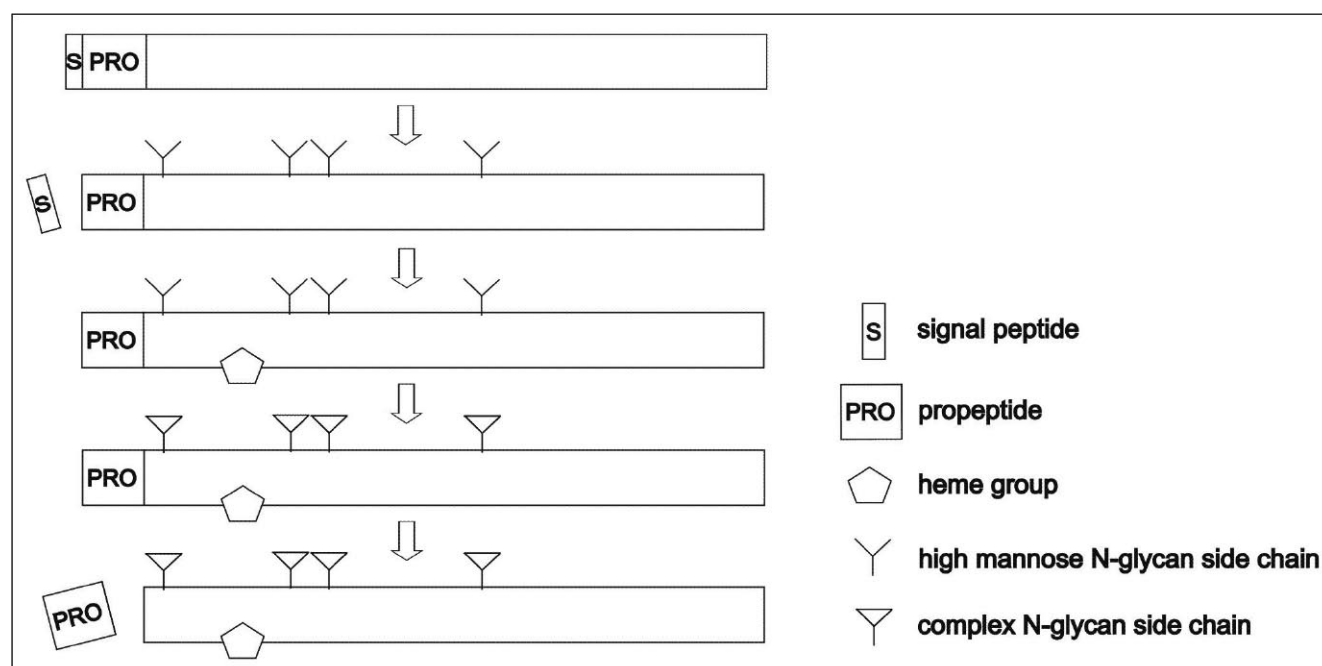 S PRO
S PRO
PRO
PRO
PRO
S signal peptide
PRO propeptide
heme group
high mannose N-glycan side chain
complex N-glycan side chain